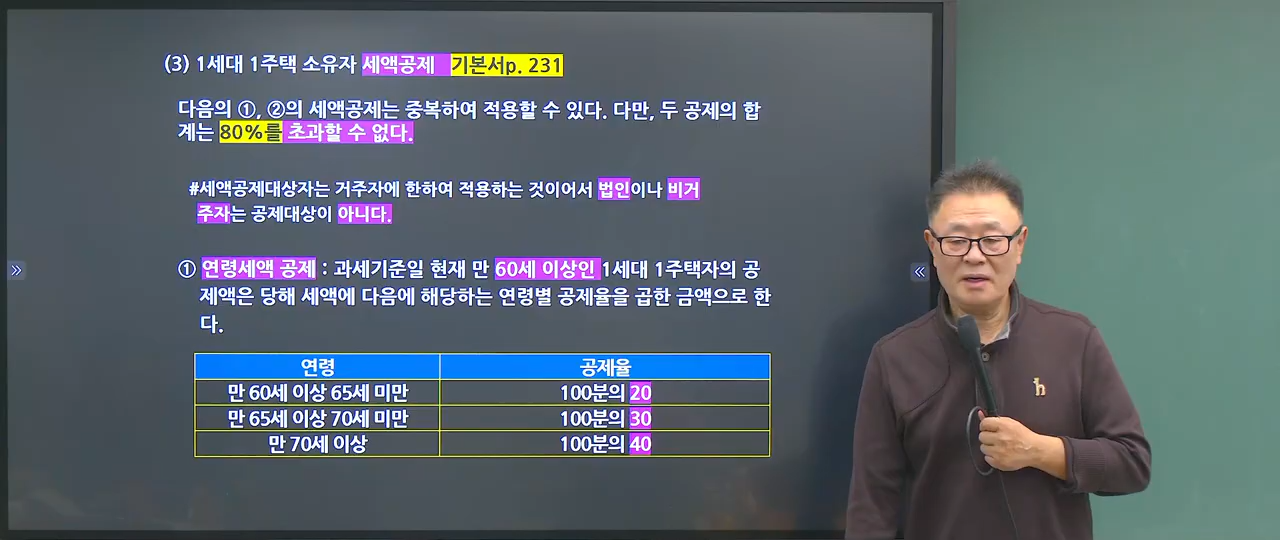 (3) 1세대 1주택 소유자 세액공제 기본서p. 231
다음의 ①, ②의 세액공제는 중복하여 적용할 수 있다. 다만, 두 공제의 합
계는 80%를 초과할 수 없다.
#세액공제대상자는 거주자에 한하여 적용하는 것이어서 법인이나 비거
주자는 공제대상이 아니다.
① 연령세액 공제 : 과세기준일 현재 만 60세 이상인 1세대 1주택자의 공
제액은 당해 세액에 다음에 해당하는 연령별 공제율을 곱한 금액으로 한
다.
연령 공제율
만 60세 이상 65세 미만 100분의 20
만 65세 이상 70세 미만 100분의 30
만 70세 이상 100분의 40